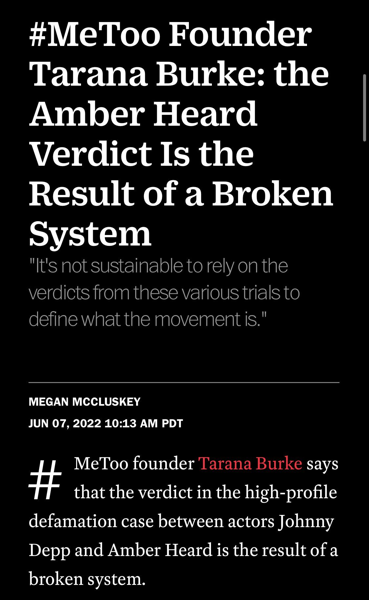 #MeToo Founder
Tarana Burke: the
Amber Heard
Verdict Is the
Result of a Broken
System
"It's not sustainable to rely on the
verdicts from these various trials to
define what the movement is."
MEGAN MCCLUSKEY
JUN 07, 2022 10:13 AM PDT
# MeToo founder Tarana Burke says
that the verdict in the high-profile
defamation case between actors Johnny
Depp and Amber Heard is the result of a
broken system.